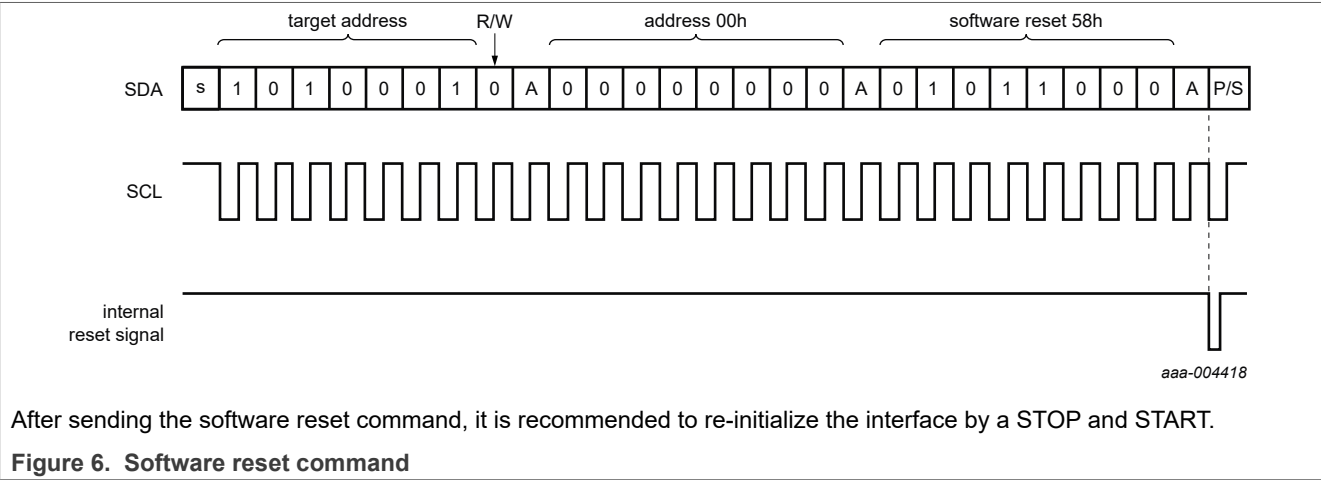 target address R/W address 00h software reset 58h
SDA s 1 0 1 0 0 0 1 0 A 0 0 0 0 0 0 0 0 A 0 1 0 1 1 0 0 0 A P/S
SCL
internal
reset signal
aaa-004418
After sending the software reset command, it is recommended to re-initialize the interface by a STOP and START.
Figure 6. Software reset command